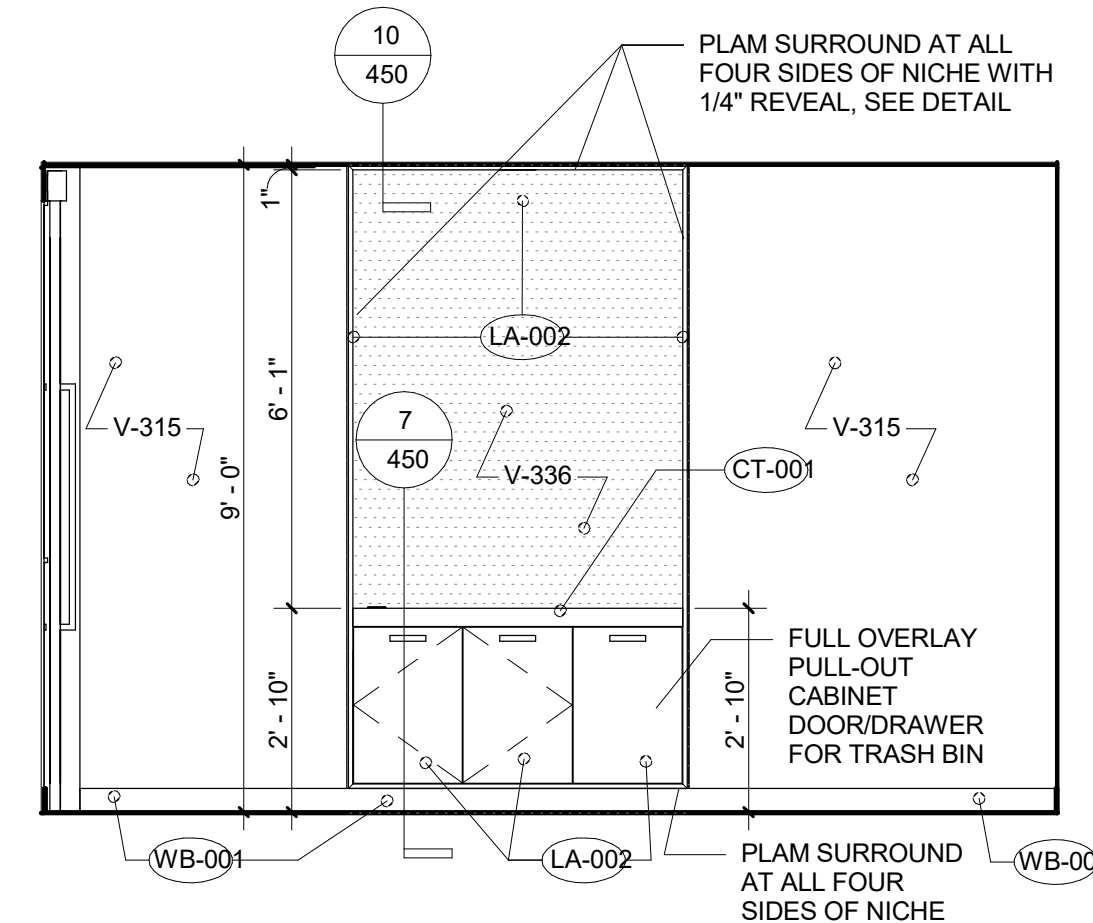 10
450
PLAM SURROUND AT ALL
FOUR SIDES OF NICHE WITH
1/4" REVEAL, SEE DETAIL
1"
LA-002
6' - 1"
9' - 0"
7
450
V-315
V-336
V-315
CT-001
2' - 10"
2' - 10"
FULL OVERLAY
PULL-OUT
CABINET
DOOR/DRAWER
FOR TRASH BIN
WB-001
LA-002
PLAM SURROUND
AT ALL FOUR
SIDES OF NICHE
WB-00